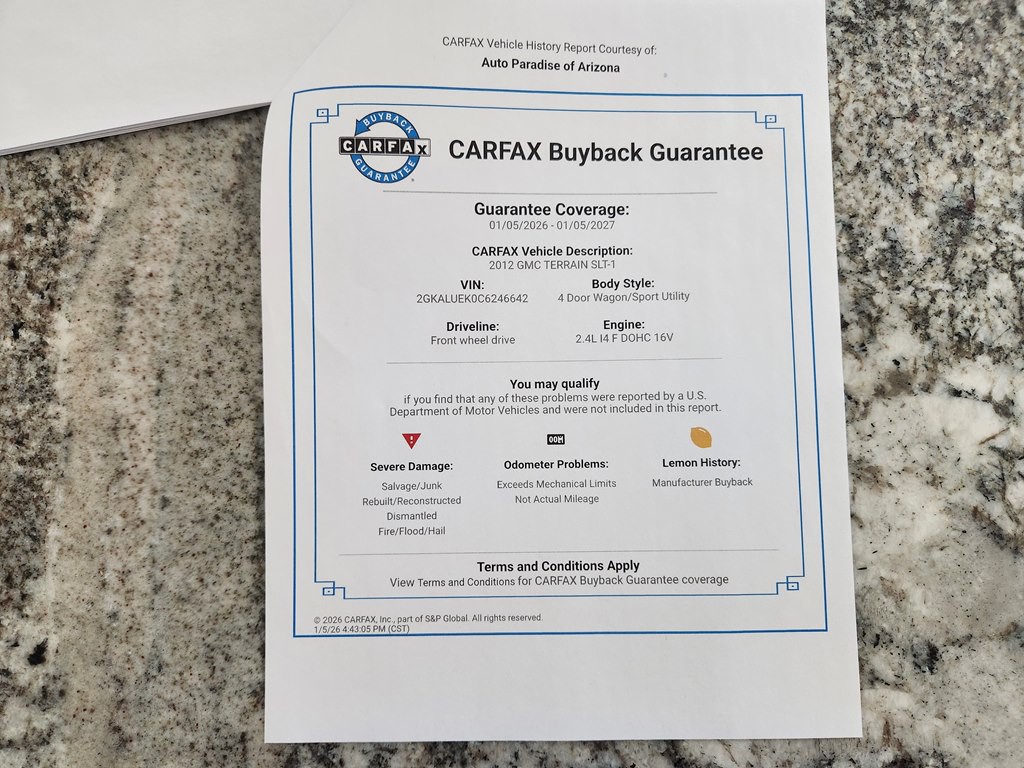 CARFAX Vehicle History Report Courtesy of:
Auto Paradise of Arizona
BUYBACK
CARFAX
GUARANTEE
CARFAX Buyback Guarantee
Guarantee Coverage:
01/05/2026 - 01/05/2027
CARFAX Vehicle Description:
2012 GMC TERRAIN SLT-1
VIN:
2GKALUEK0C6246642
Body Style:
4 Door Wagon/Sport Utility
Driveline:
Front wheel drive
Engine:
2.4L I4 F DOHC 16V
You may qualify
if you find that any of these problems were reported by a U.S.
Department of Motor Vehicles and were not included in this report.
Severe Damage:
Salvage/Junk
Rebuilt/Reconstructed
Dismantled
Fire/Flood/Hail
Odometer Problems:
Exceeds Mechanical Limits
Not Actual Mileage
Lemon History:
Manufacturer Buyback
Terms and Conditions Apply
View Terms and Conditions for CARFAX Buyback Guarantee coverage
© 2026 CARFAX, Inc., part of S&P Global. All rights reserved.
1/5/26 4:43:05 PM (CST)